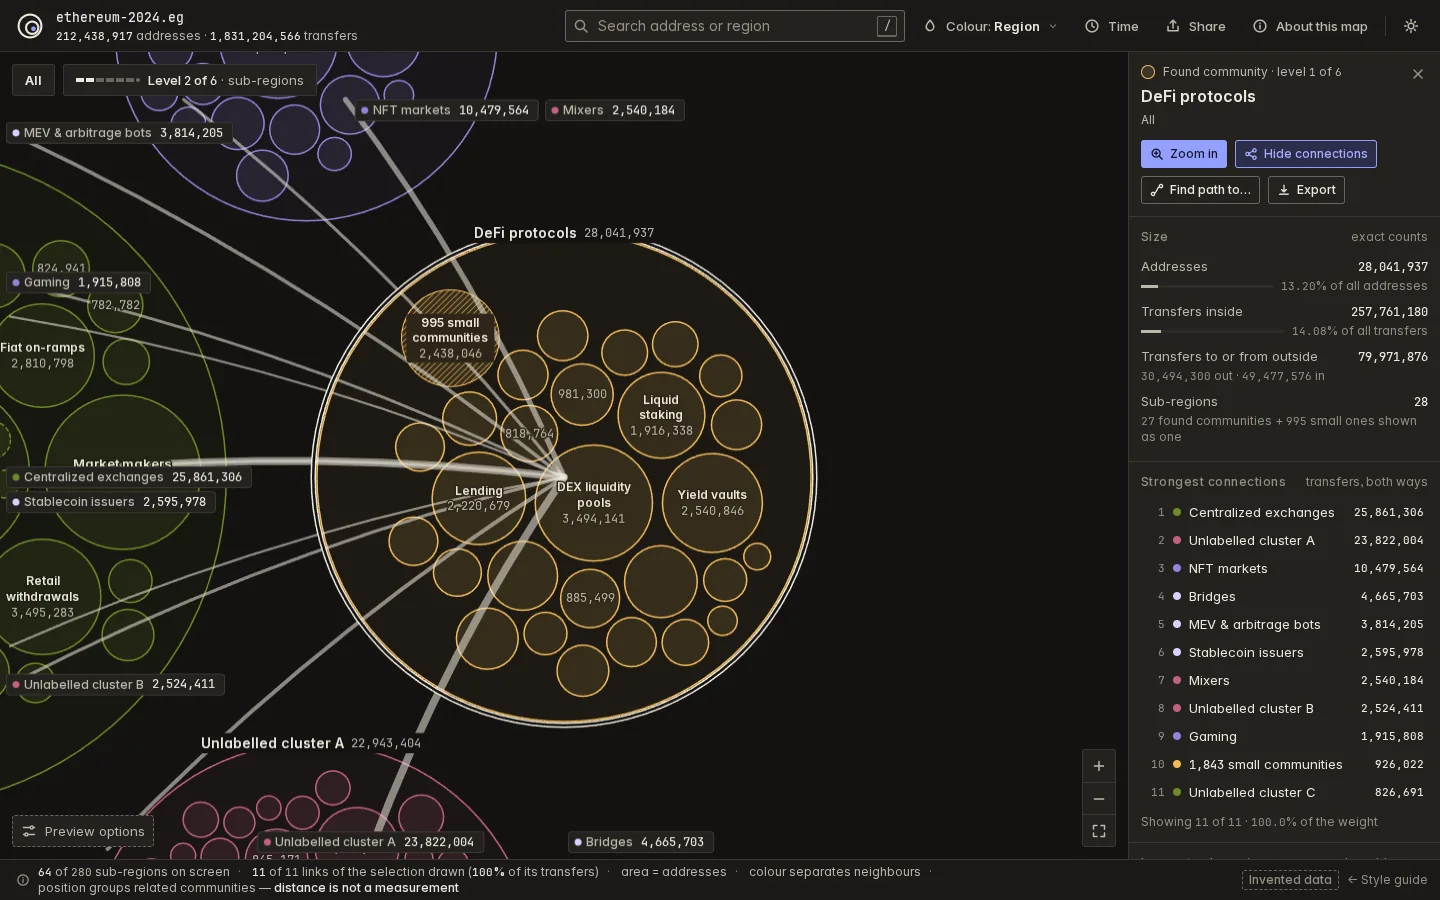 ethereum-2024.eg
212,438,917 addresses · 1,831,204,566 transfers
Search address or region
/
Colour: Region
Time
Share
About this map
All
Level 2 of 6 · sub-regions
NFT markets 10,479,564
Mixers 2,540,184
MEV & arbitrage bots 3,814,205
DeFi protocols 28,041,937
824,941
Gaming 1,915,808
782,782
Fiat on-ramps
2,810,798
995 small
communities
2,438,046
981,300
Liquid
staking
1,916,338
818,764
Market makers
Centralized exchanges 25,861,306
Stablecoin issuers 2,595,978
Lending
2,220,679
DEX liquidity
pools
3,494,141
Yield vaults
2,540,846
Retail
withdrawals
3,495,283
885,499
Unlabelled cluster B 2,524,411
Unlabelled cluster A 22,943,404
Preview options
Unlabelled cluster A 23,822,004
Bridges 4,665,703
Found community · level 1 of 6
DeFi protocols
All
Zoom in
Hide connections
Find path to…
Export
Size exact counts
Addresses 28,041,937
13.20% of all addresses
Transfers inside 257,761,180
14.08% of all transfers
Transfers to or from outside 79,971,876
30,494,300 out · 49,477,576 in
Sub-regions 28
27 found communities + 995 small ones shown
as one
Strongest connections transfers, both ways
1 Centralized exchanges 25,861,306
2 Unlabelled cluster A 23,822,004
3 NFT markets 10,479,564
4 Bridges 4,665,703
5 MEV & arbitrage bots 3,814,205
6 Stablecoin issuers 2,595,978
7 Mixers 2,540,184
8 Unlabelled cluster B 2,524,411
9 Gaming 1,915,808
10 1,843 small communities 926,022
11 Unlabelled cluster C 826,691
Showing 11 of 11 · 100.0% of the weight
64 of 280 sub-regions on screen · 11 of 11 links of the selection drawn (100% of its transfers) · area = addresses · colour separates neighbours ·
position groups related communities — distance is not a measurement
Invented data
← Style guide